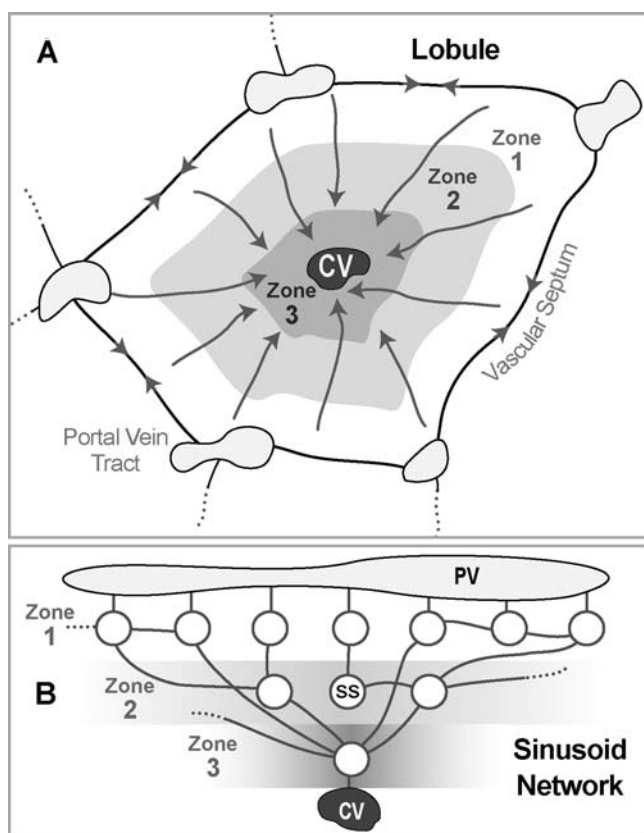 A
Lobule
Zone
1
Zone
2
CV
Zone
3
Vascular Septum
Portal Vein
Tract
PV
Zone
1
SS
B
Zone
2
Zone
3
Sinusoid
Network
CV